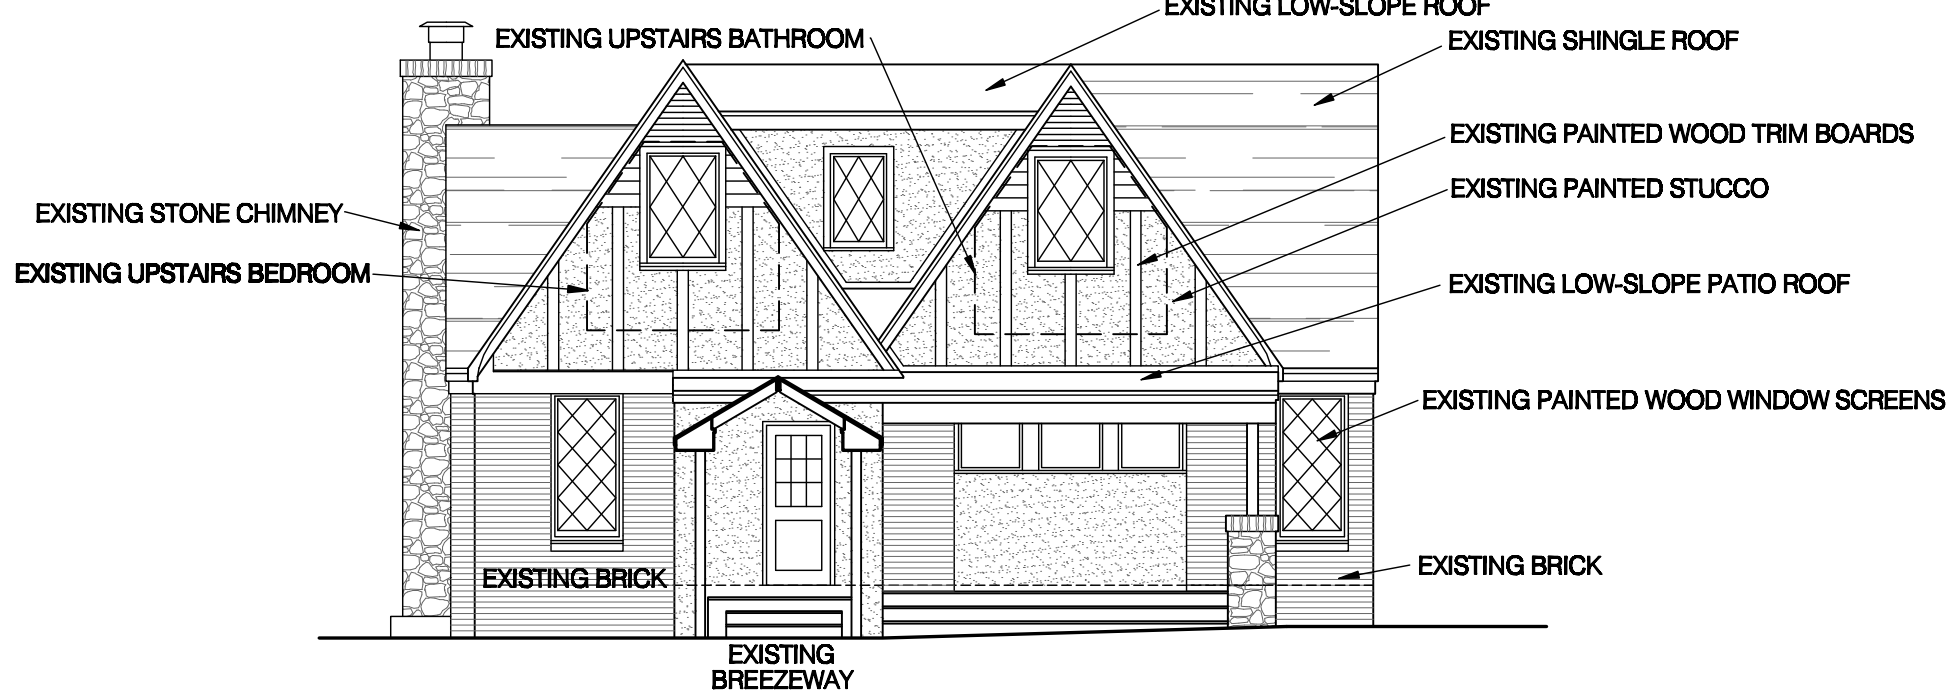 EXISTING LOW-SLOPE ROOF
EXISTING UPSTAIRS BATHROOM
EXISTING SHINGLE ROOF
EXISTING PAINTED WOOD TRIM BOARDS
EXISTING PAINTED STUCCO
EXISTING STONE CHIMNEY
EXISTING UPSTAIRS BEDROOM
EXISTING LOW-SLOPE PATIO ROOF
EXISTING PAINTED WOOD WINDOW SCREENS
EXISTING BRICK
EXISTING BRICK
EXISTING
BREEZEWAY